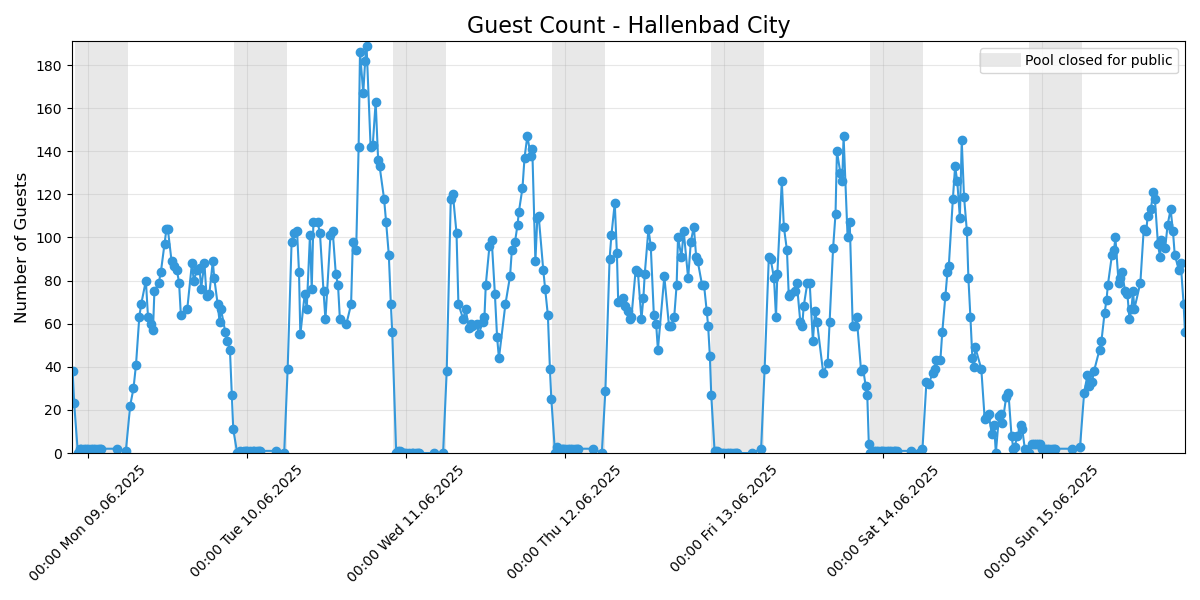 Guest Count - Hallenbad City
Pool closed for public
Number of Guests
180
160
140
120
100
80
60
40
20
0
00:00 Mon 09.06.2025
00:00 Tue 10.06.2025
00:00 Wed 11.06.2025
00:00 Thu 12.06.2025
00:00 Fri 13.06.2025
00:00 Sat 14.06.2025
00:00 Sun 15.06.2025